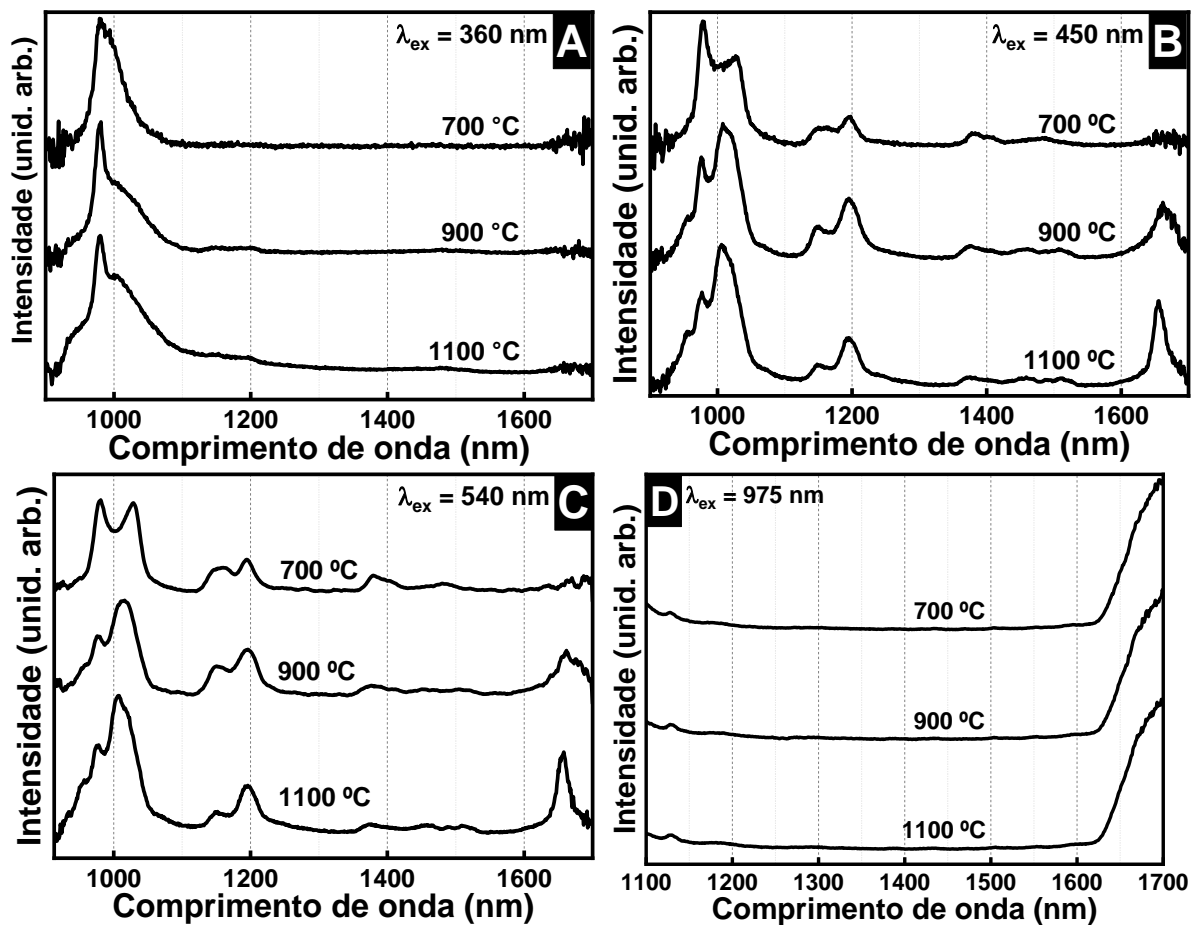 Intensidade (unid. arb.)
λex = 360 nm
A
700 °C
900 °C
1100 °C
1000 1200 1400 1600
Comprimento de onda (nm)
Intensidade (unid. arb.)
λex = 450 nm
B
700 ºC
900 ºC
1100 ºC
1000 1200 1400 1600
Comprimento de onda (nm)
Intensidade (unid. arb.)
λex = 540 nm
C
700 ºC
900 ºC
1100 ºC
1000 1200 1400 1600
Comprimento de onda (nm)
Intensidade (unid. arb.)
D
λex = 975 nm
700 ºC
900 ºC
1100 ºC
1100 1200 1300 1400 1500 1600 1700
Comprimento de onda (nm)